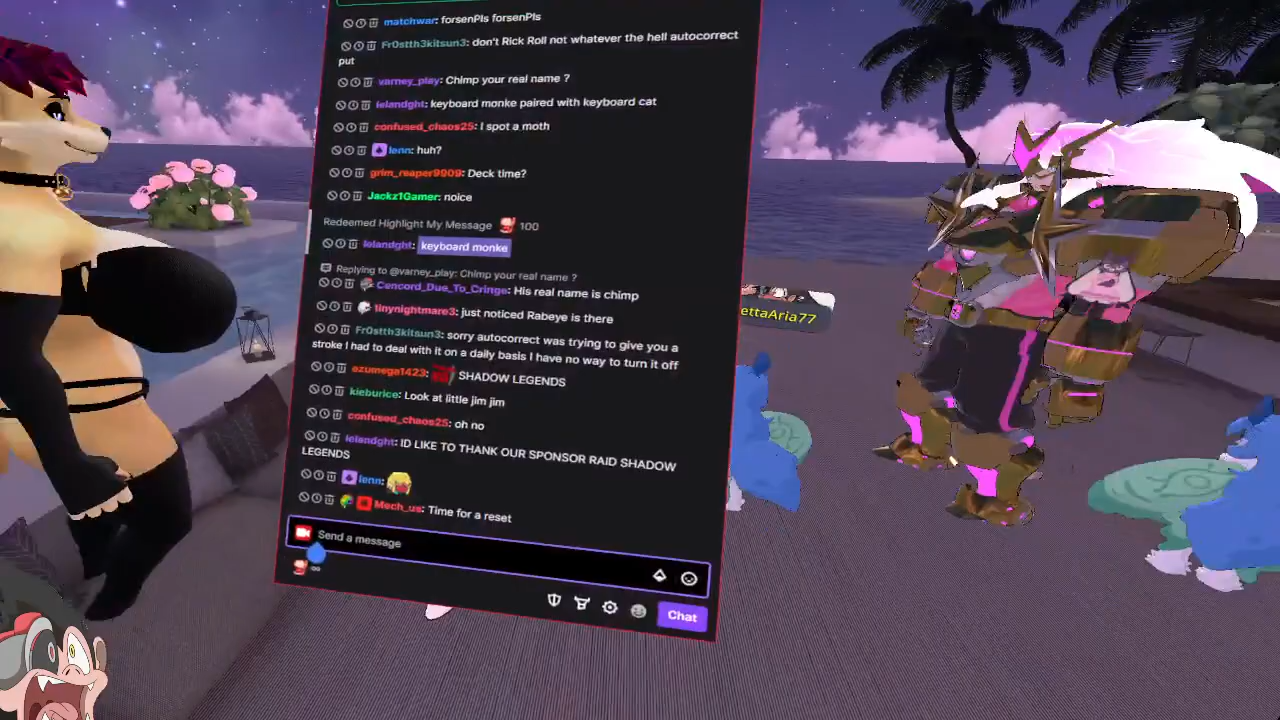 matchwar: forsenPls forsenPls
Fr0stth3kitsun3: don't Rick Roll not whatever the hell autocorrect
put
varney_play: Chimp your real name ?
lelandght: keyboard monke paired with keyboard cat
confused_chaos25: I spot a moth
lenn: huh?
grim_reaper9909: Deck time?
Jackz1Gamer: noice
Redeemed Highlight My Message 100
lelandght: keyboard monke
Replying to @varney_play: Chimp your real name ?
Cencord_Due_To_Cringe: His real name is chimp
tinynightmare3: just noticed Rabeye is there
Fr0stth3kitsun3: sorry autocorrect was trying to give you a
stroke I had to deal with it on a daily basis I have no way to turn it off
ezumega1423: SHADOW LEGENDS
kieburice: Look at little jim jim
confused_chaos25: oh no
lelandght: ID LIKE TO THANK OUR SPONSOR RAID SHADOW
LEGENDS
lenn:
Mech_us: Time for a reset
Send a message
∞
Chat
ettaAria77